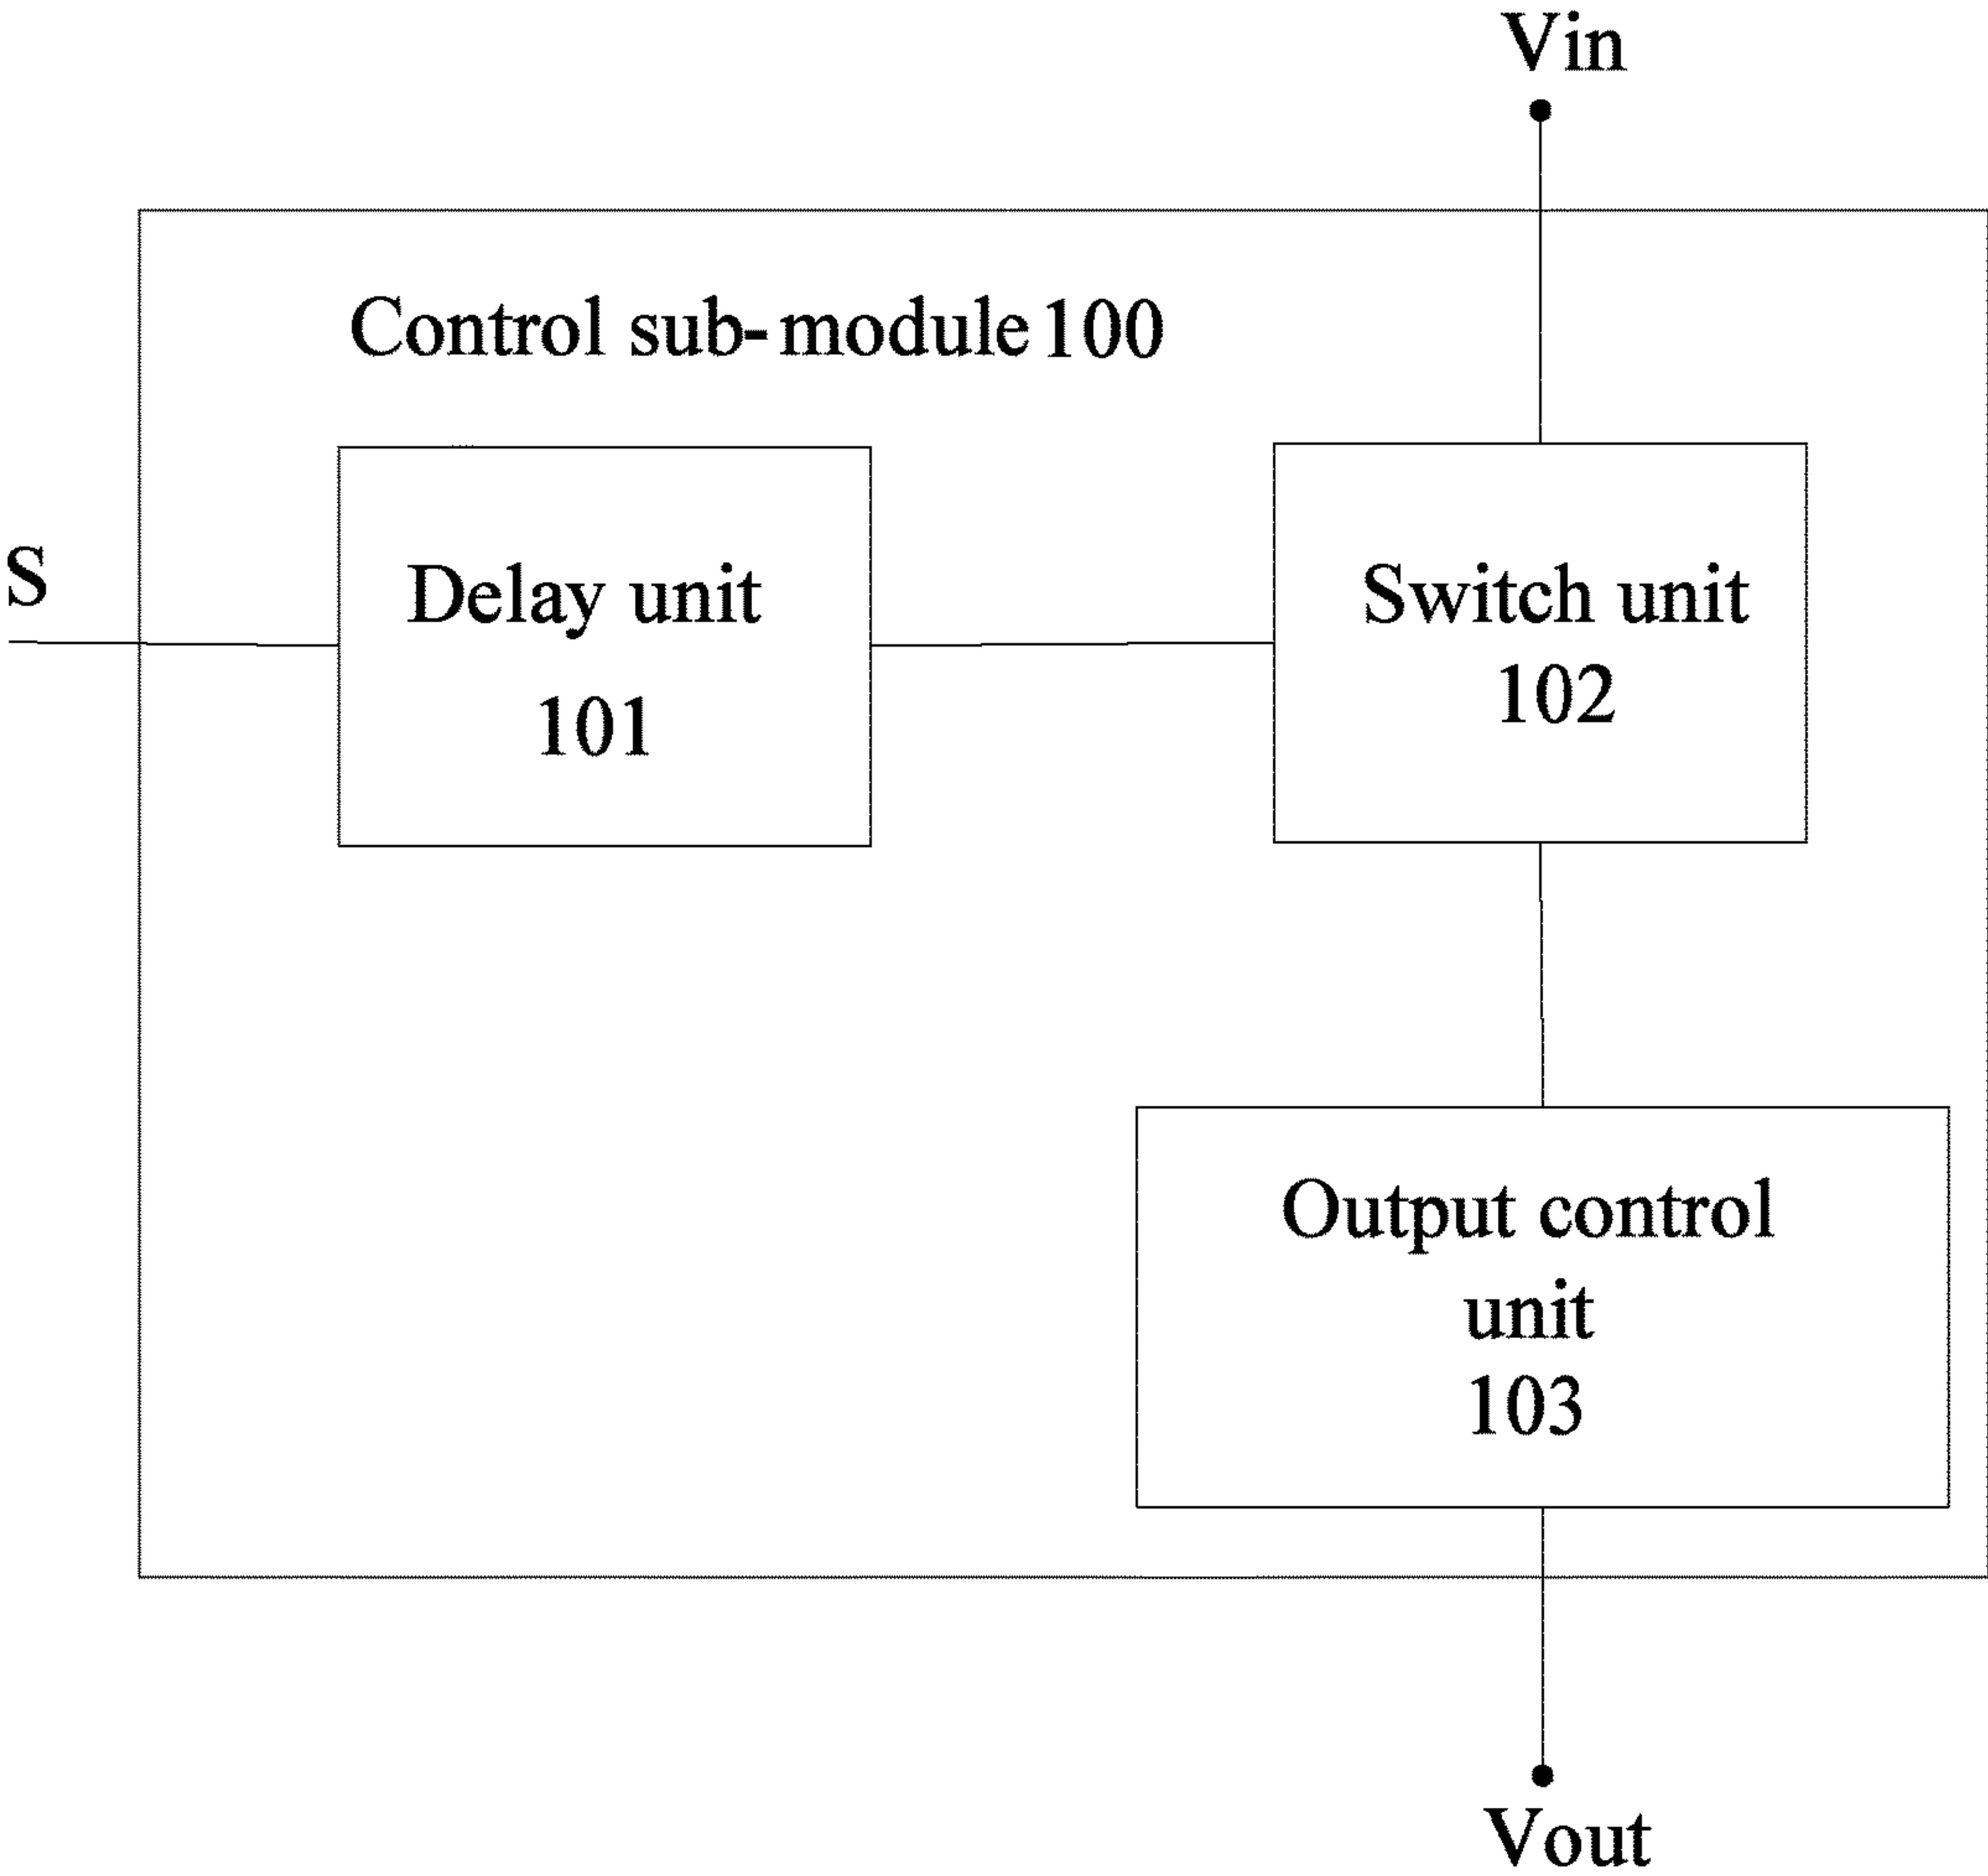 Vin
Control sub-module 100
S
Delay unit
101
Switch unit
102
Output control
unit
103
Vout